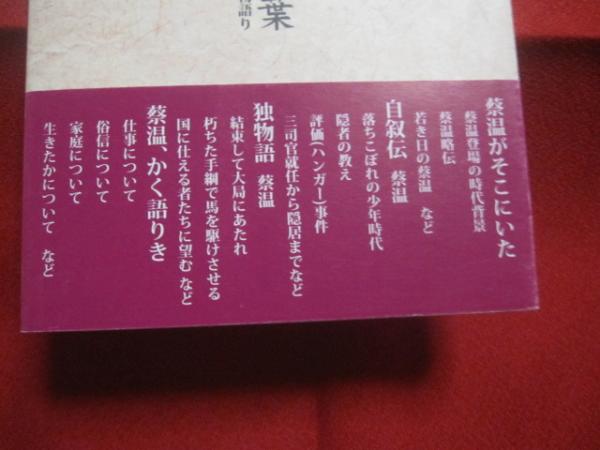 葉
語り
蔡温がそこにいた
蔡温登場の時代背景
蔡温略伝
若き日の蔡温 など
自叙伝 蔡温
落ちこぼれの少年時代
隠者の教え
評価(ハンガー)事件
三司官就任から隠居までなど
独物語 蔡温
結束して大局にあたれ
朽ちた手綱で馬を駆けさせる
国に仕える者たちに望む など
蔡温、かく語りき
仕事について
俗信について
家庭について
生きたかについて など